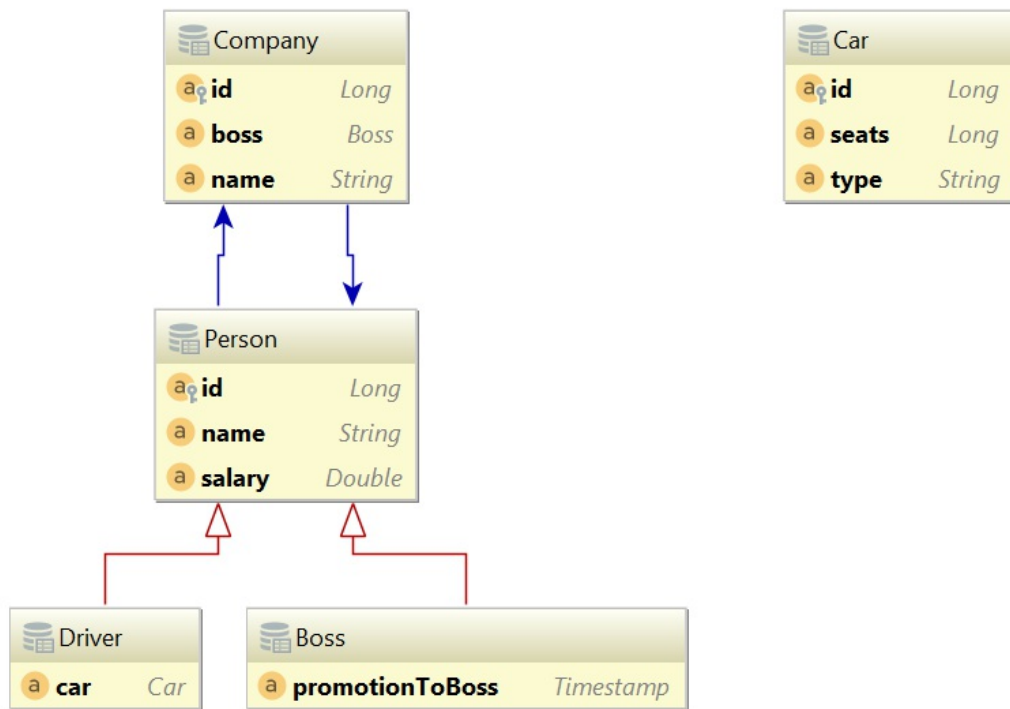 Company
id Long
boss Boss
name String
Car
id Long
seats Long
type String
Person
id Long
name String
salary Double
Driver
car Car
Boss
promotionToBoss Timestamp